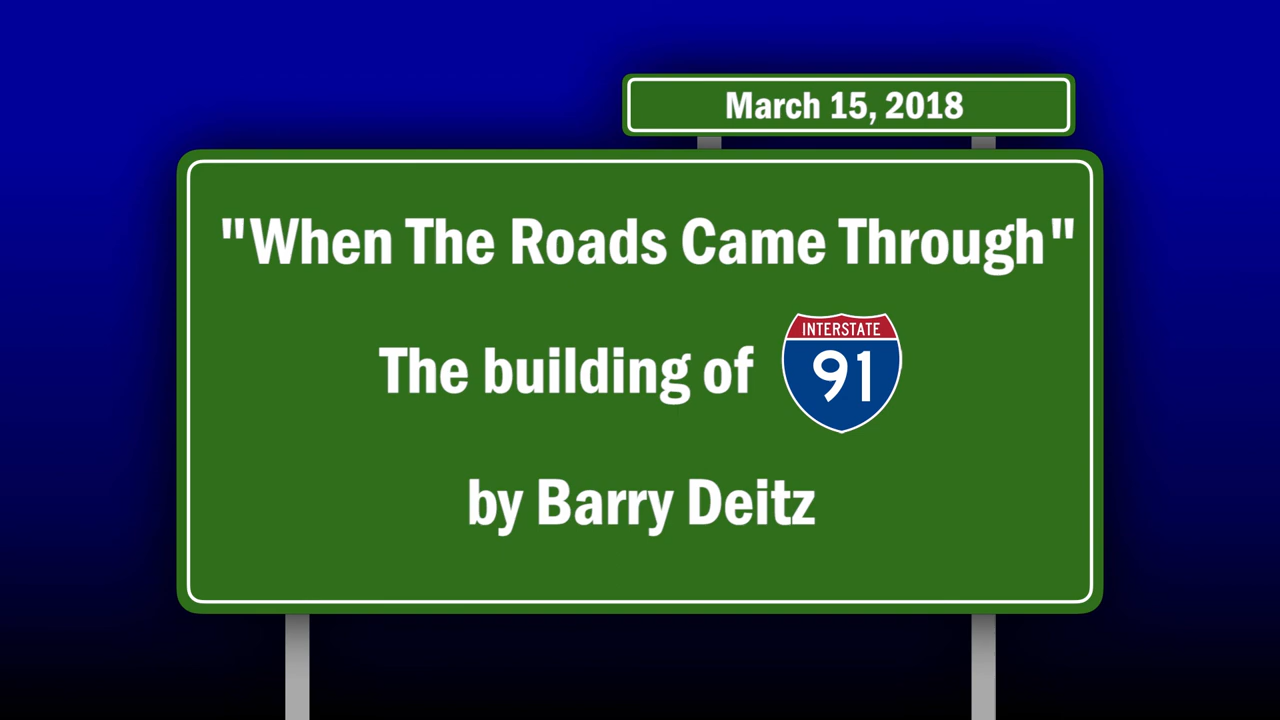 March 15, 2018
"When The Roads Came Through"
The building of INTERSTATE 91
by Barry Deitz